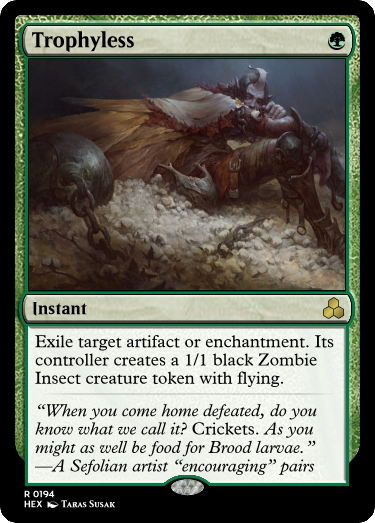 Trophyless
Instant
Exile target artifact or enchantment. Its
controller creates a 1/1 black Zombie
Insect creature token with flying.
“When you come home defeated, do you
know what we call it? Crickets. As you
might as well be food for Brood larvae.”
—A Sefolian artist “encouraging” pairs
R 0194
HEX Taras Susak